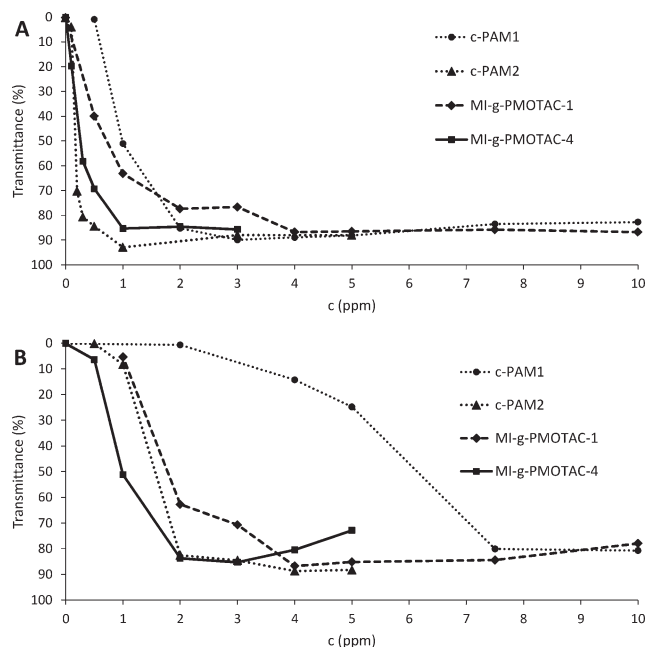 A
0
10
20
30
40
50
60
70
80
90
100
Transmittance (%)
0 1 2 3 4 5 6 7 8 9 10
c (ppm)
c-PAM1
c-PAM2
MI-g-PMOTAC-1
MI-g-PMOTAC-4
B
0
10
20
30
40
50
60
70
80
90
100
Transmittance (%)
0 1 2 3 4 5 6 7 8 9 10
c (ppm)
c-PAM1
c-PAM2
MI-g-PMOTAC-1
MI-g-PMOTAC-4